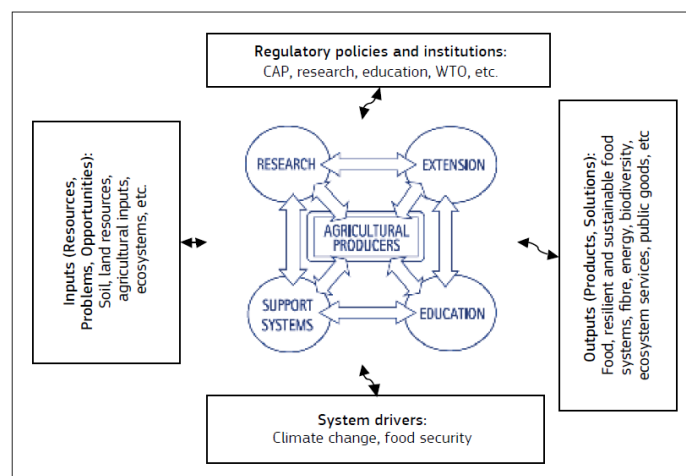 Regulatory policies and institutions:
CAP, research, education, WTO, etc.
Inputs (Resources,
Problems, Opportunities):
Soil, land resources,
agricultural inputs,
ecosystems, etc.
RESEARCH
EXTENSION
AGRICULTURAL
PRODUCERS
SUPPORT
SYSTEMS
EDUCATION
Outputs (Products, Solutions):
Food, resilient and sustainable food
systems, fibre, energy, biodiversity,
ecosystem services, public goods, etc
System drivers:
Climate change, food security